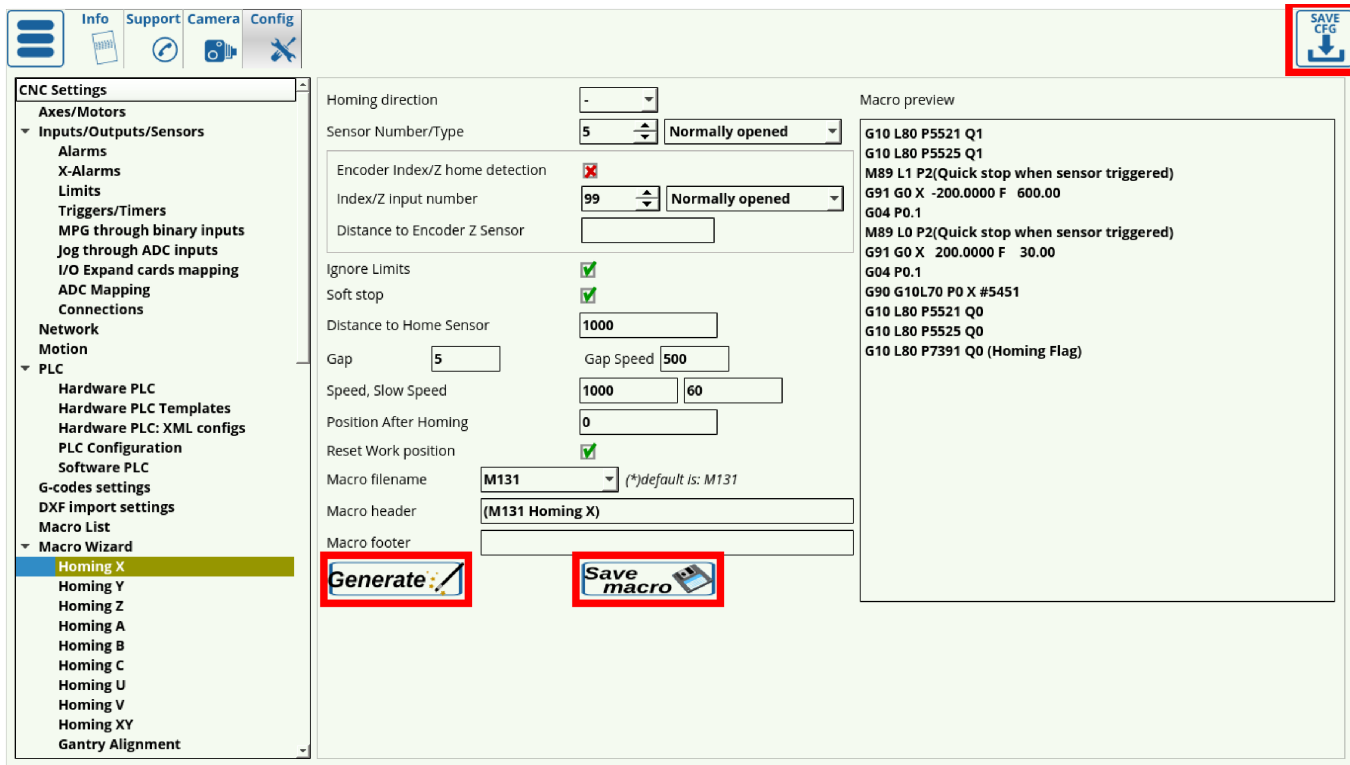 Info Support Camera Config
SAVE
CFG
CNC Settings
Axes/Motors
Inputs/Outputs/Sensors
Alarms
X-Alarms
Limits
Triggers/Timers
MPG through binary inputs
Jog through ADC inputs
I/O Expand cards mapping
ADC Mapping
Connections
Network
Motion
PLC
Hardware PLC
Hardware PLC Templates
Hardware PLC: XML configs
PLC Configuration
Software PLC
G-codes settings
DXF import settings
Macro List
Macro Wizard
Homing X
Homing Y
Homing Z
Homing A
Homing B
Homing C
Homing U
Homing V
Homing XY
Gantry Alignment
Homing direction -
Sensor Number/Type 5 Normally opened
Encoder Index/Z home detection
Index/Z input number 99 Normally opened
Distance to Encoder Z Sensor
Ignore Limits
Soft stop
Distance to Home Sensor 1000
Gap 5 Gap Speed 500
Speed, Slow Speed 1000 60
Position After Homing 0
Reset Work position
Macro filename M131 (*)default is: M131
Macro header (M131 Homing X)
Macro footer
Generate Save macro
Macro preview
G10 L80 P5521 Q1
G10 L80 P5525 Q1
M89 L1 P2(Quick stop when sensor triggered)
G91 G0 X -200.0000 F 600.00
G04 P0.1
M89 L0 P2(Quick stop when sensor triggered)
G91 G0 X 200.0000 F 30.00
G04 P0.1
G90 G10L70 P0 X #5451
G10 L80 P5521 Q0
G10 L80 P5525 Q0
G10 L80 P7391 Q0 (Homing Flag)